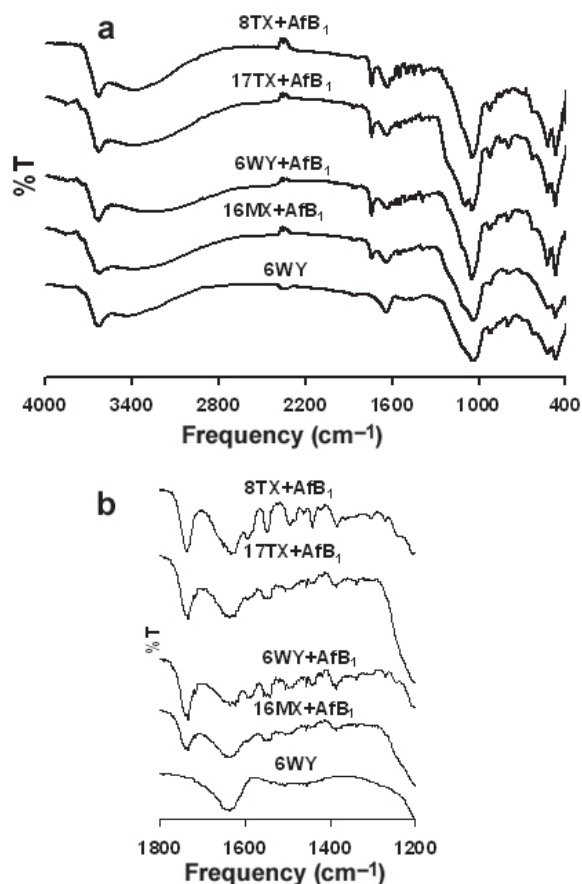 a
8TX+AfB₁
17TX+AfB₁
6WY+AfB₁
16MX+AfB₁
6WY
%T
4000 3400 2800 2200 1600 1000 400
Frequency (cm⁻¹)
b
8TX+AfB₁
17TX+AfB₁
6WY+AfB₁
16MX+AfB₁
6WY
%T
1800 1600 1400 1200
Frequency (cm⁻¹)